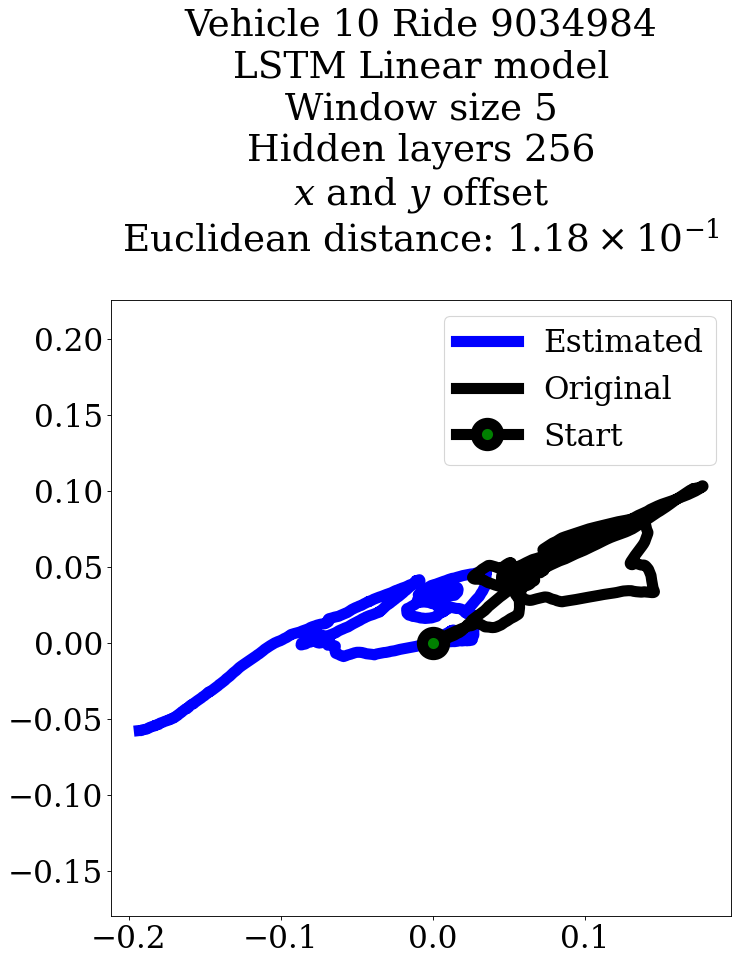 Vehicle 10 Ride 9034984
LSTM Linear model
Window size 5
Hidden layers 256
x and y offset
Euclidean distance: 1.18 × 10⁻¹
Estimated
Original
Start
0.20
0.15
0.10
0.05
0.00
−0.05
−0.10
−0.15
−0.2 −0.1 0.0 0.1